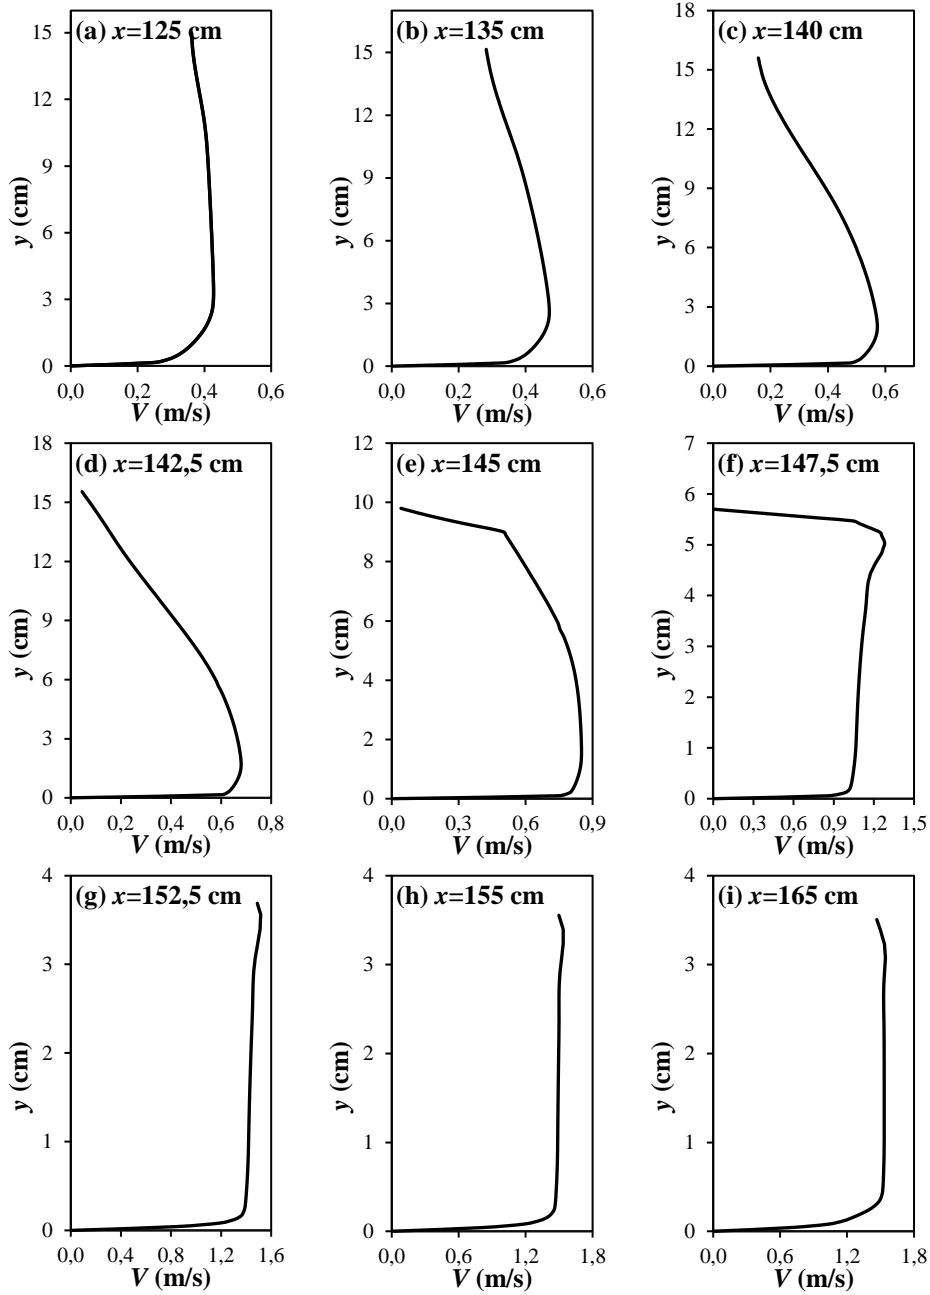 (a) x=125 cm
15
12
9
6
3
0
y (cm)
0,0 0,2 0,4 0,6
V (m/s)
(b) x=135 cm
15
12
9
6
3
0
y (cm)
0,0 0,2 0,4 0,6
V (m/s)
(c) x=140 cm
18
15
12
9
6
3
0
y (cm)
0,0 0,2 0,4 0,6
V (m/s)
(d) x=142,5 cm
18
15
12
9
6
3
0
y (cm)
0,0 0,2 0,4 0,6 0,8
V (m/s)
(e) x=145 cm
12
10
8
6
4
2
0
y (cm)
0,0 0,3 0,6 0,9
V (m/s)
(f) x=147,5 cm
7
6
5
4
3
2
1
0
y (cm)
0,0 0,3 0,6 0,9 1,2 1,5
V (m/s)
(g) x=152,5 cm
4
3
2
1
0
y (cm)
0,0 0,4 0,8 1,2 1,6
V (m/s)
(h) x=155 cm
4
3
2
1
0
y (cm)
0,0 0,6 1,2 1,8
V (m/s)
(i) x=165 cm
4
3
2
1
0
y (cm)
0,0 0,6 1,2 1,8
V (m/s)